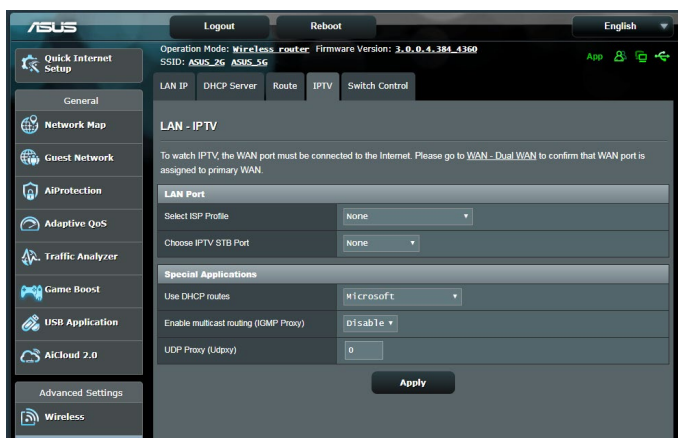 ASUS
Logout
Reboot
English
Quick Internet
Setup
Operation Mode: Wireless router Firmware Version: 3.0.0.4.384_4360
SSID: ASUS_2G ASUS_5G
App
General
Network Map
Guest Network
AiProtection
Adaptive QoS
Traffic Analyzer
Game Boost
USB Application
AiCloud 2.0
Advanced Settings
Wireless
LAN IP
DHCP Server
Route
IPTV
Switch Control
LAN - IPTV
To watch IPTV, the WAN port must be connected to the Internet. Please go to WAN - Dual WAN to confirm that WAN port is
assigned to primary WAN.
LAN Port
Select ISP Profile
None
Choose IPTV STB Port
None
Special Applications
Use DHCP routes
Microsoft
Enable multicast routing (IGMP Proxy)
Disable
UDP Proxy (Udpxy)
0
Apply